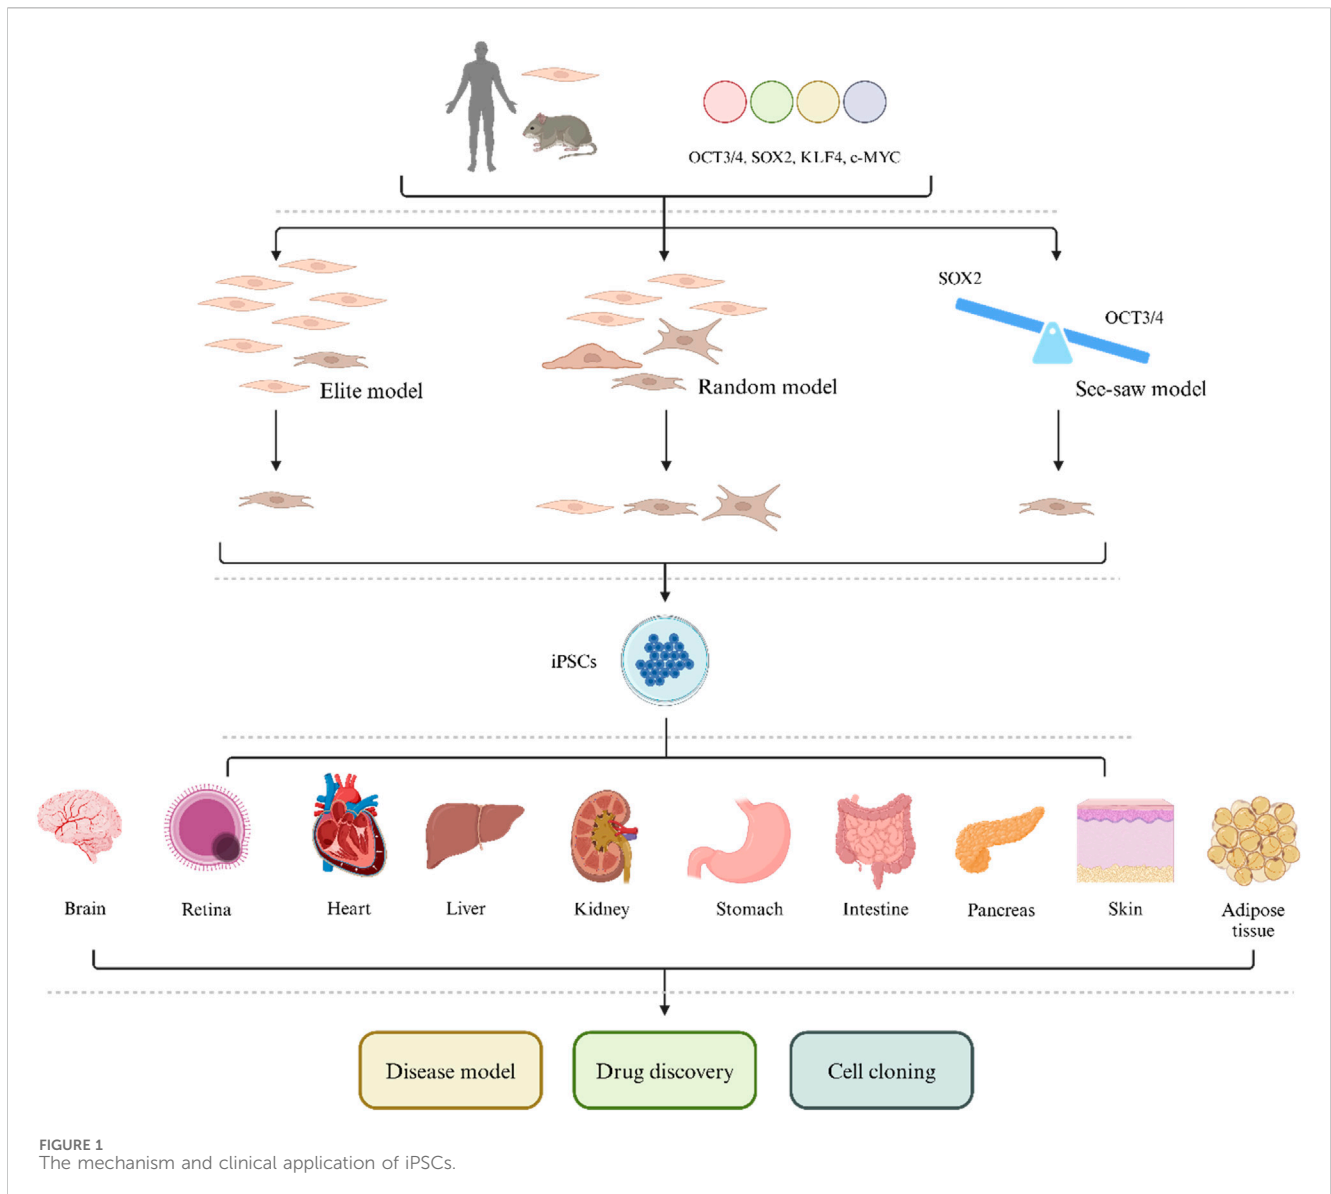 OCT3/4, SOX2, KLF4, c-MYC
SOX2
OCT3/4
Elite model
Random model
See-saw model
iPSCs
Brain
Retina
Heart
Liver
Kidney
Stomach
Intestine
Pancreas
Skin
Adipose
tissue
Disease model
Drug discovery
Cell cloning
FIGURE 1
The mechanism and clinical application of iPSCs.